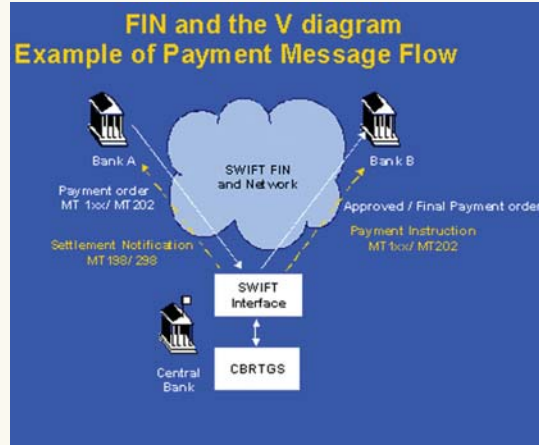 FIN and the V diagram
Example of Payment Message Flow
Bank A
SWIFT FIN
and Network
Bank B
Payment order
MT 1xx/ MT202
Approved / Final Payment order
Settlement Notification
MT198/ 298
Payment Instruction
MT1xx/ MT202
SWIFT
Interface
Central
Bank
CBRTGS